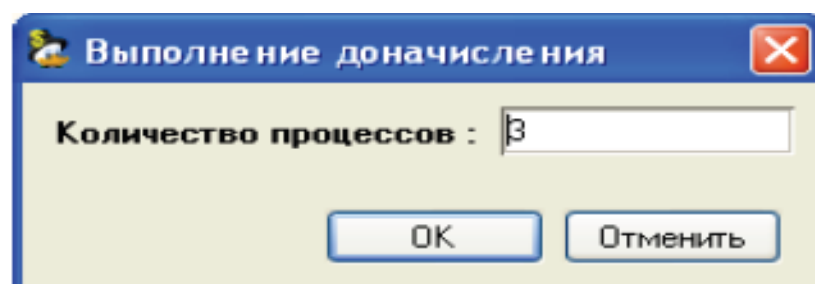 Выполнение доначисления
Количество процессов : 3
OK Отменить